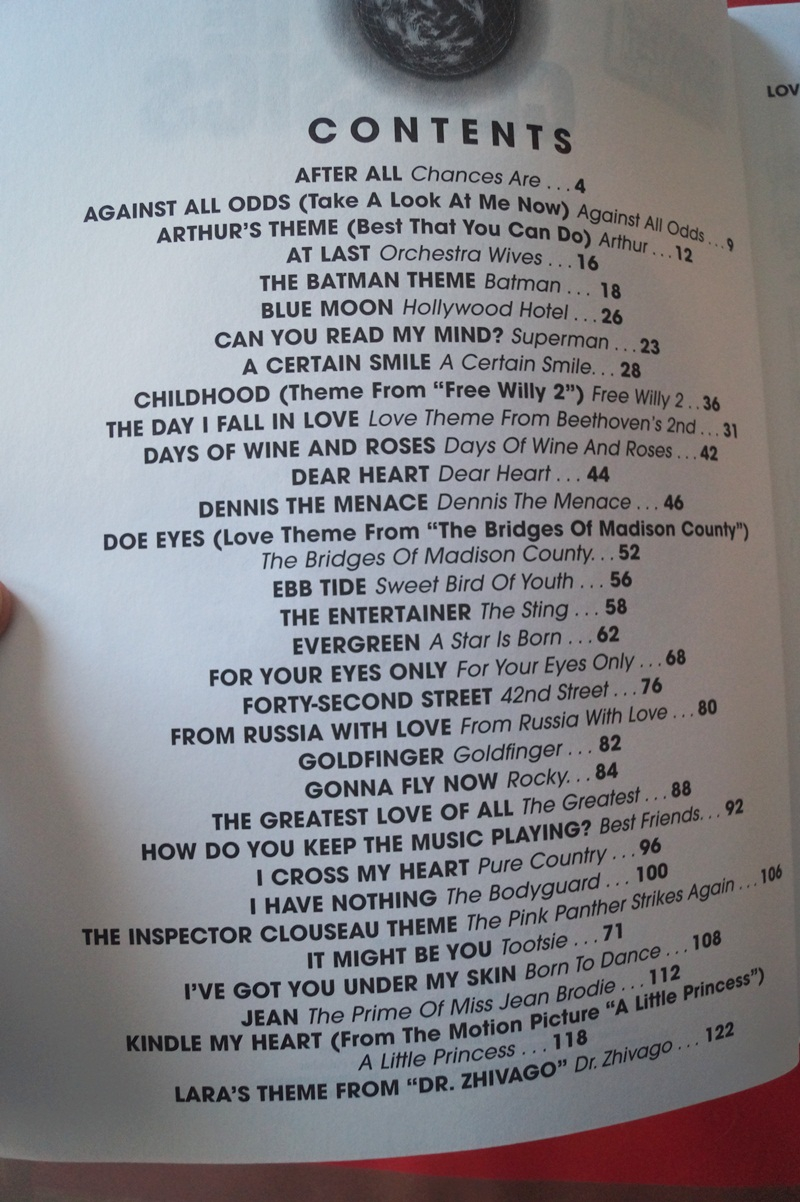 CONTENTS
AFTER ALL Chances Are . . . 4
AGAINST ALL ODDS (Take A Look At Me Now) Against All Odds . . . 9
ARTHUR'S THEME (Best That You Can Do) Arthur . . . 12
AT LAST Orchestra Wives . . . 16
THE BATMAN THEME Batman . . . 18
BLUE MOON Hollywood Hotel . . . 26
CAN YOU READ MY MIND? Superman . . . 23
A CERTAIN SMILE A Certain Smile. . . 28
CHILDHOOD (Theme From "Free Willy 2") Free Willy 2 . . 36
THE DAY I FALL IN LOVE Love Theme From Beethoven's 2nd . . . 31
DAYS OF WINE AND ROSES Days Of Wine And Roses . . . 42
DEAR HEART Dear Heart . . . 44
DENNIS THE MENACE Dennis The Menace . . . 46
DOE EYES (Love Theme From "The Bridges Of Madison County")
The Bridges Of Madison County. . . 52
EBB TIDE Sweet Bird Of Youth . . . 56
THE ENTERTAINER The Sting . . . 58
EVERGREEN A Star Is Born . . . 62
FOR YOUR EYES ONLY For Your Eyes Only . . . 68
FORTY-SECOND STREET 42nd Street . . . 76
FROM RUSSIA WITH LOVE From Russia With Love . . . 80
GOLDFINGER Goldfinger . . . 82
GONNA FLY NOW Rocky. . . 84
THE GREATEST LOVE OF ALL The Greatest . . . 88
HOW DO YOU KEEP THE MUSIC PLAYING? Best Friends. . . 92
I CROSS MY HEART Pure Country . . . 96
I HAVE NOTHING The Bodyguard . . . 100
THE INSPECTOR CLOUSEAU THEME The Pink Panther Strikes Again . . . 106
IT MIGHT BE YOU Tootsie . . . 71
I'VE GOT YOU UNDER MY SKIN Born To Dance . . . 108
JEAN The Prime Of Miss Jean Brodie . . . 112
KINDLE MY HEART (From The Motion Picture "A Little Princess")
A Little Princess . . . 118
LARA'S THEME FROM "DR. ZHIVAGO" Dr. Zhivago . . . 122
LOV